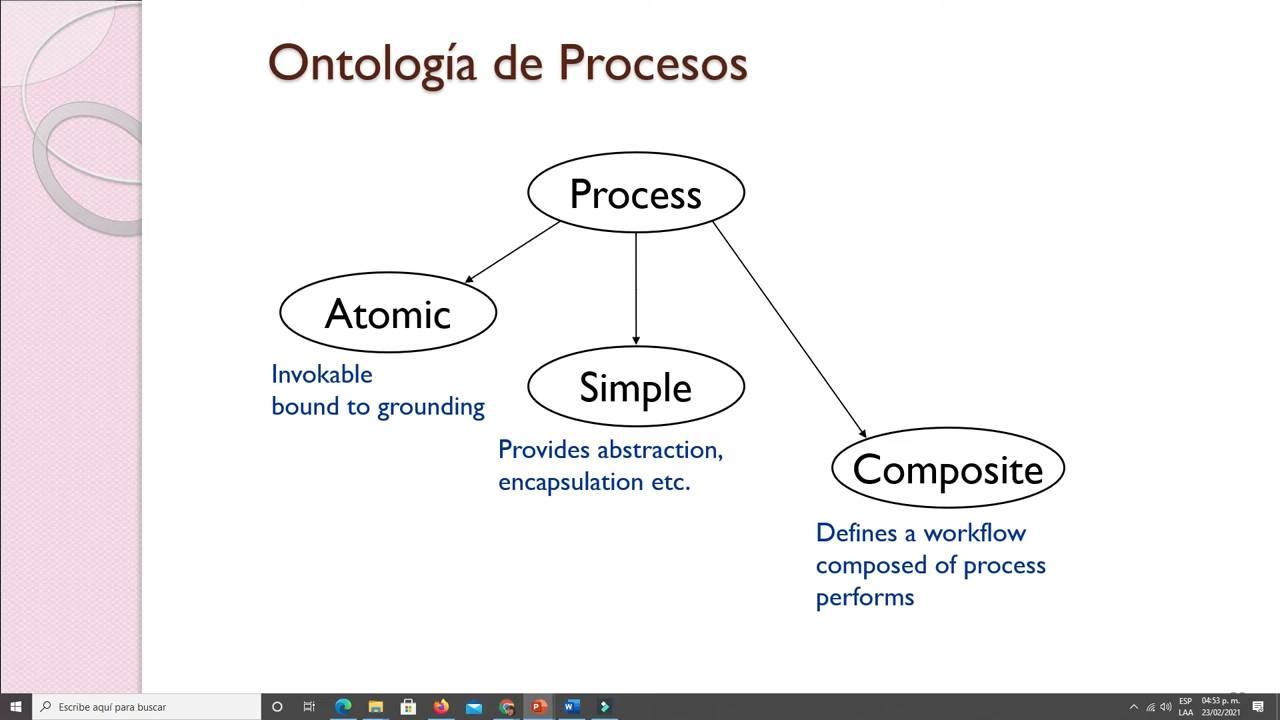 Ontología de Procesos
Process
Atomic
Invokable
bound to grounding
Simple
Provides abstraction,
encapsulation etc.
Composite
Defines a workflow
composed of process
performs
Escribe aquí para buscar
ESP
LAA
04:53 p. m.
23/02/2021